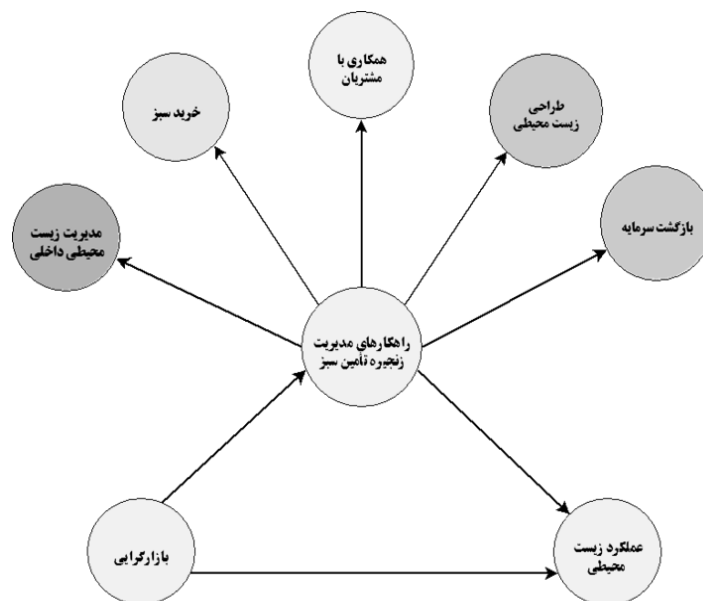 همکاری با
مشتریان
خرید سبز
طراحی
زیست محیطی
مدیریت زیست
محیطی داخلی
بازگشت سرمایه
راهکارهای مدیریت
زنجیره تأمین سبز
بازارگرایی
عملکرد زیست
محیطی